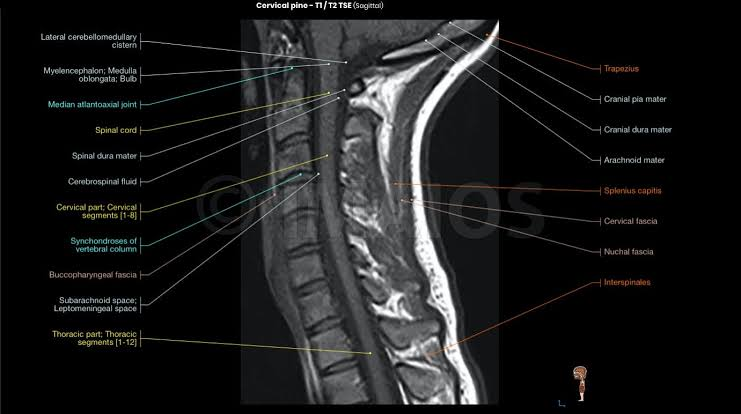 Cervical pine - T1 / T2 TSE (Sagittal)
Lateral cerebellomedullary
cistern
Myelencephalon; Medulla
oblongata; Bulb
Median atlantoaxial joint
Spinal cord
Spinal dura mater
Cerebrospinal fluid
Cervical part; Cervical
segments [1-8]
Synchondroses of
vertebral column
Buccopharyngeal fascia
Subarachnoid space;
Leptomeningeal space
Thoracic part; Thoracic
segments [1-12]
Trapezius
Cranial pia mater
Cranial dura mater
Arachnoid mater
Splenius capitis
Cervical fascia
Nuchal fascia
Interspinales